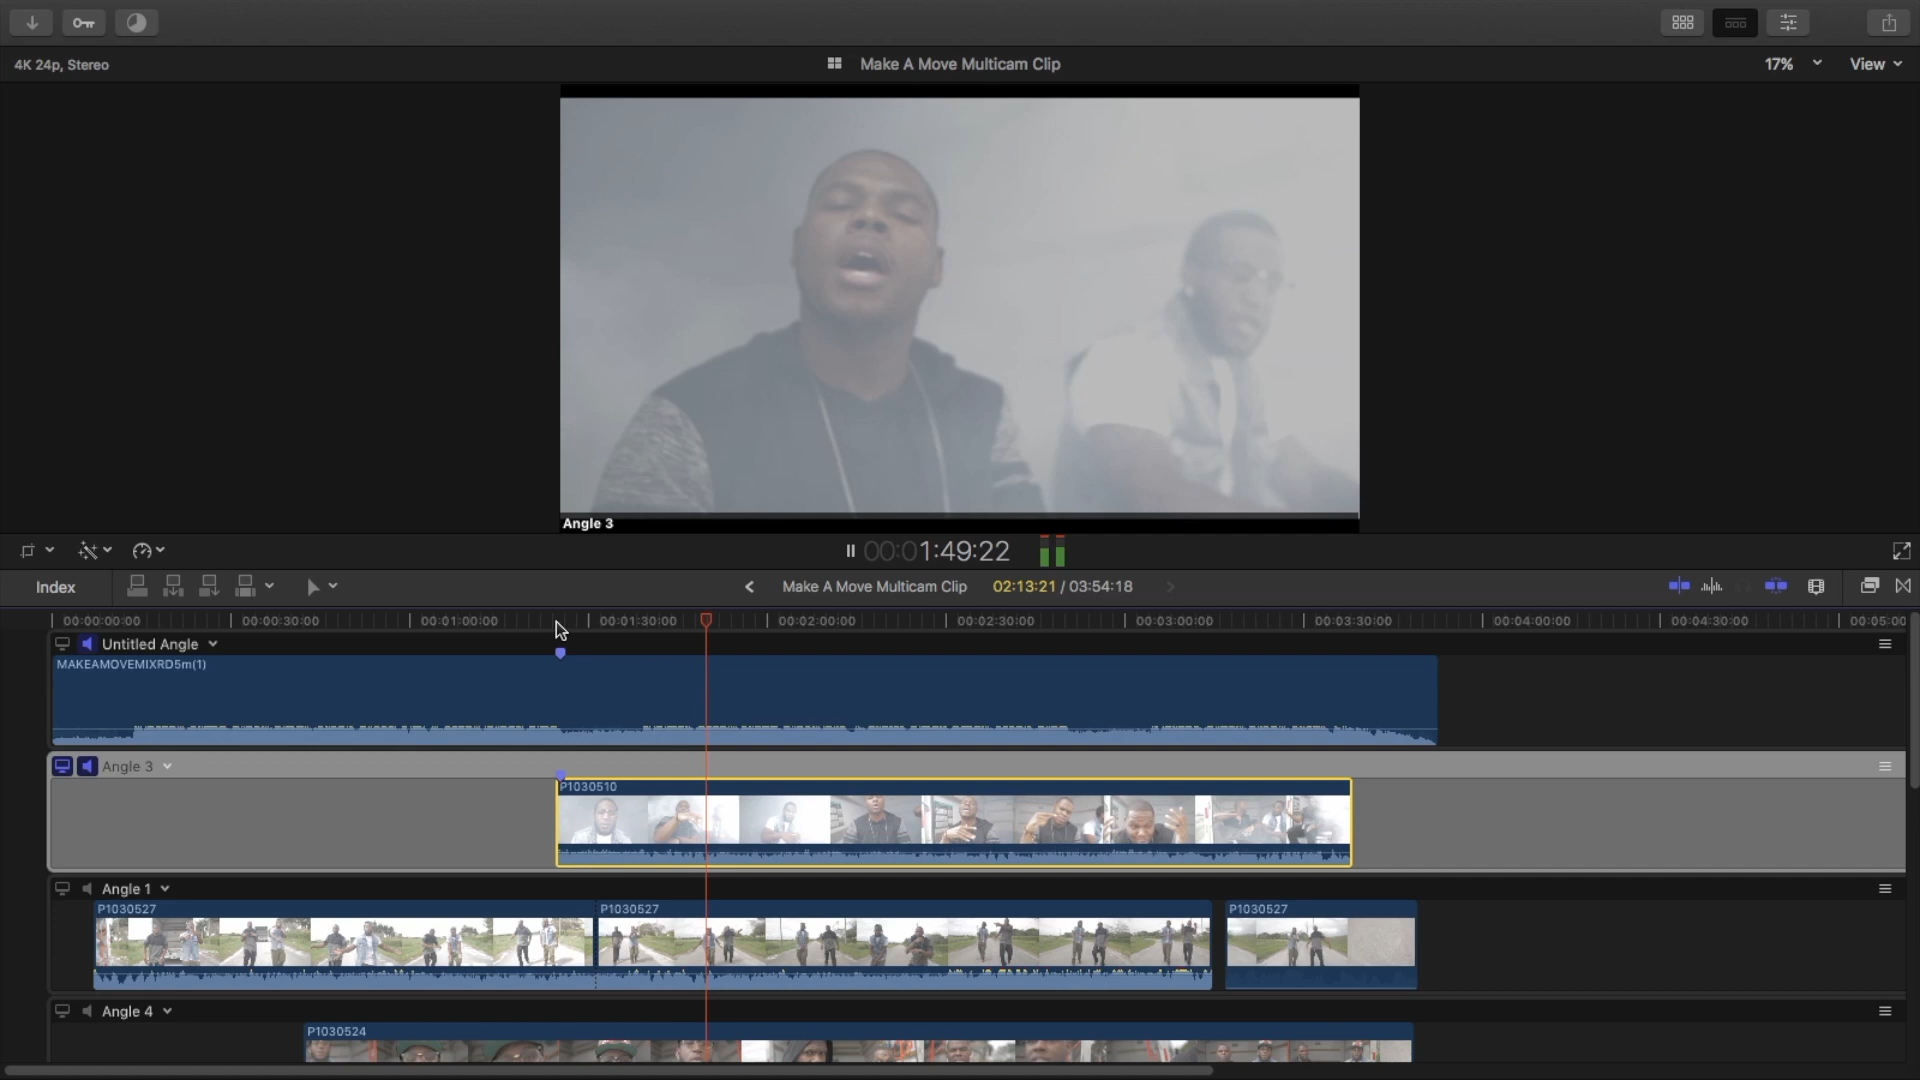 4K 24p, Stereo
Make A Move Multicam Clip
17%
View
Angle 3
00:01:49:22
Index
Make A Move Multicam Clip
02:13:21 / 03:54:18
00:00:00:00
00:00:30:00
00:01:00:00
00:01:30:00
00:02:00:00
00:02:30:00
00:03:00:00
00:03:30:00
00:04:00:00
00:04:30:00
00:05:00
Untitled Angle
MAKEAMOVEMIXRD5m(1)
Angle 3
P1030510
Angle 1
P1030527
P1030527
P1030527
Angle 4
P1030524